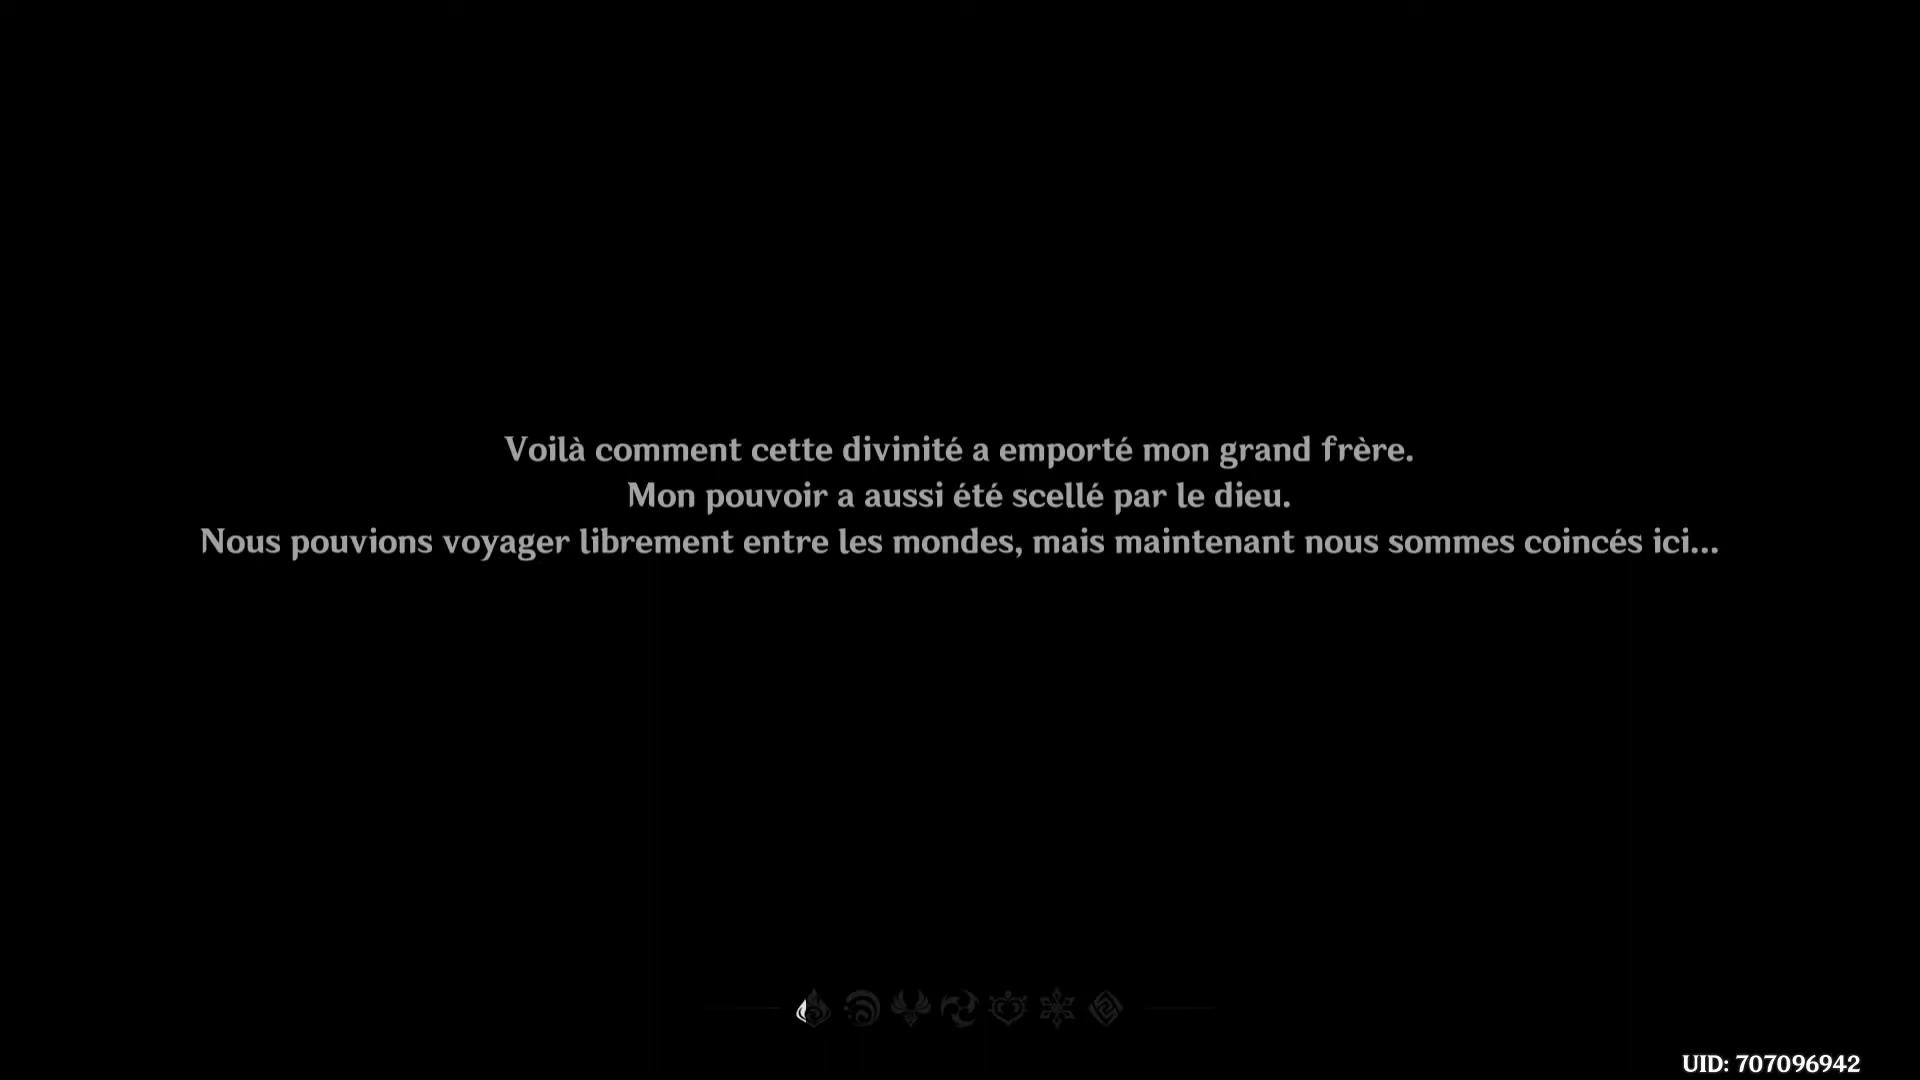 Voilà comment cette divinité a emporté mon grand frère.
Mon pouvoir a aussi été scellé par le dieu.
Nous pouvions voyager librement entre les mondes, mais maintenant nous sommes coincés ici...
UID: 707096942